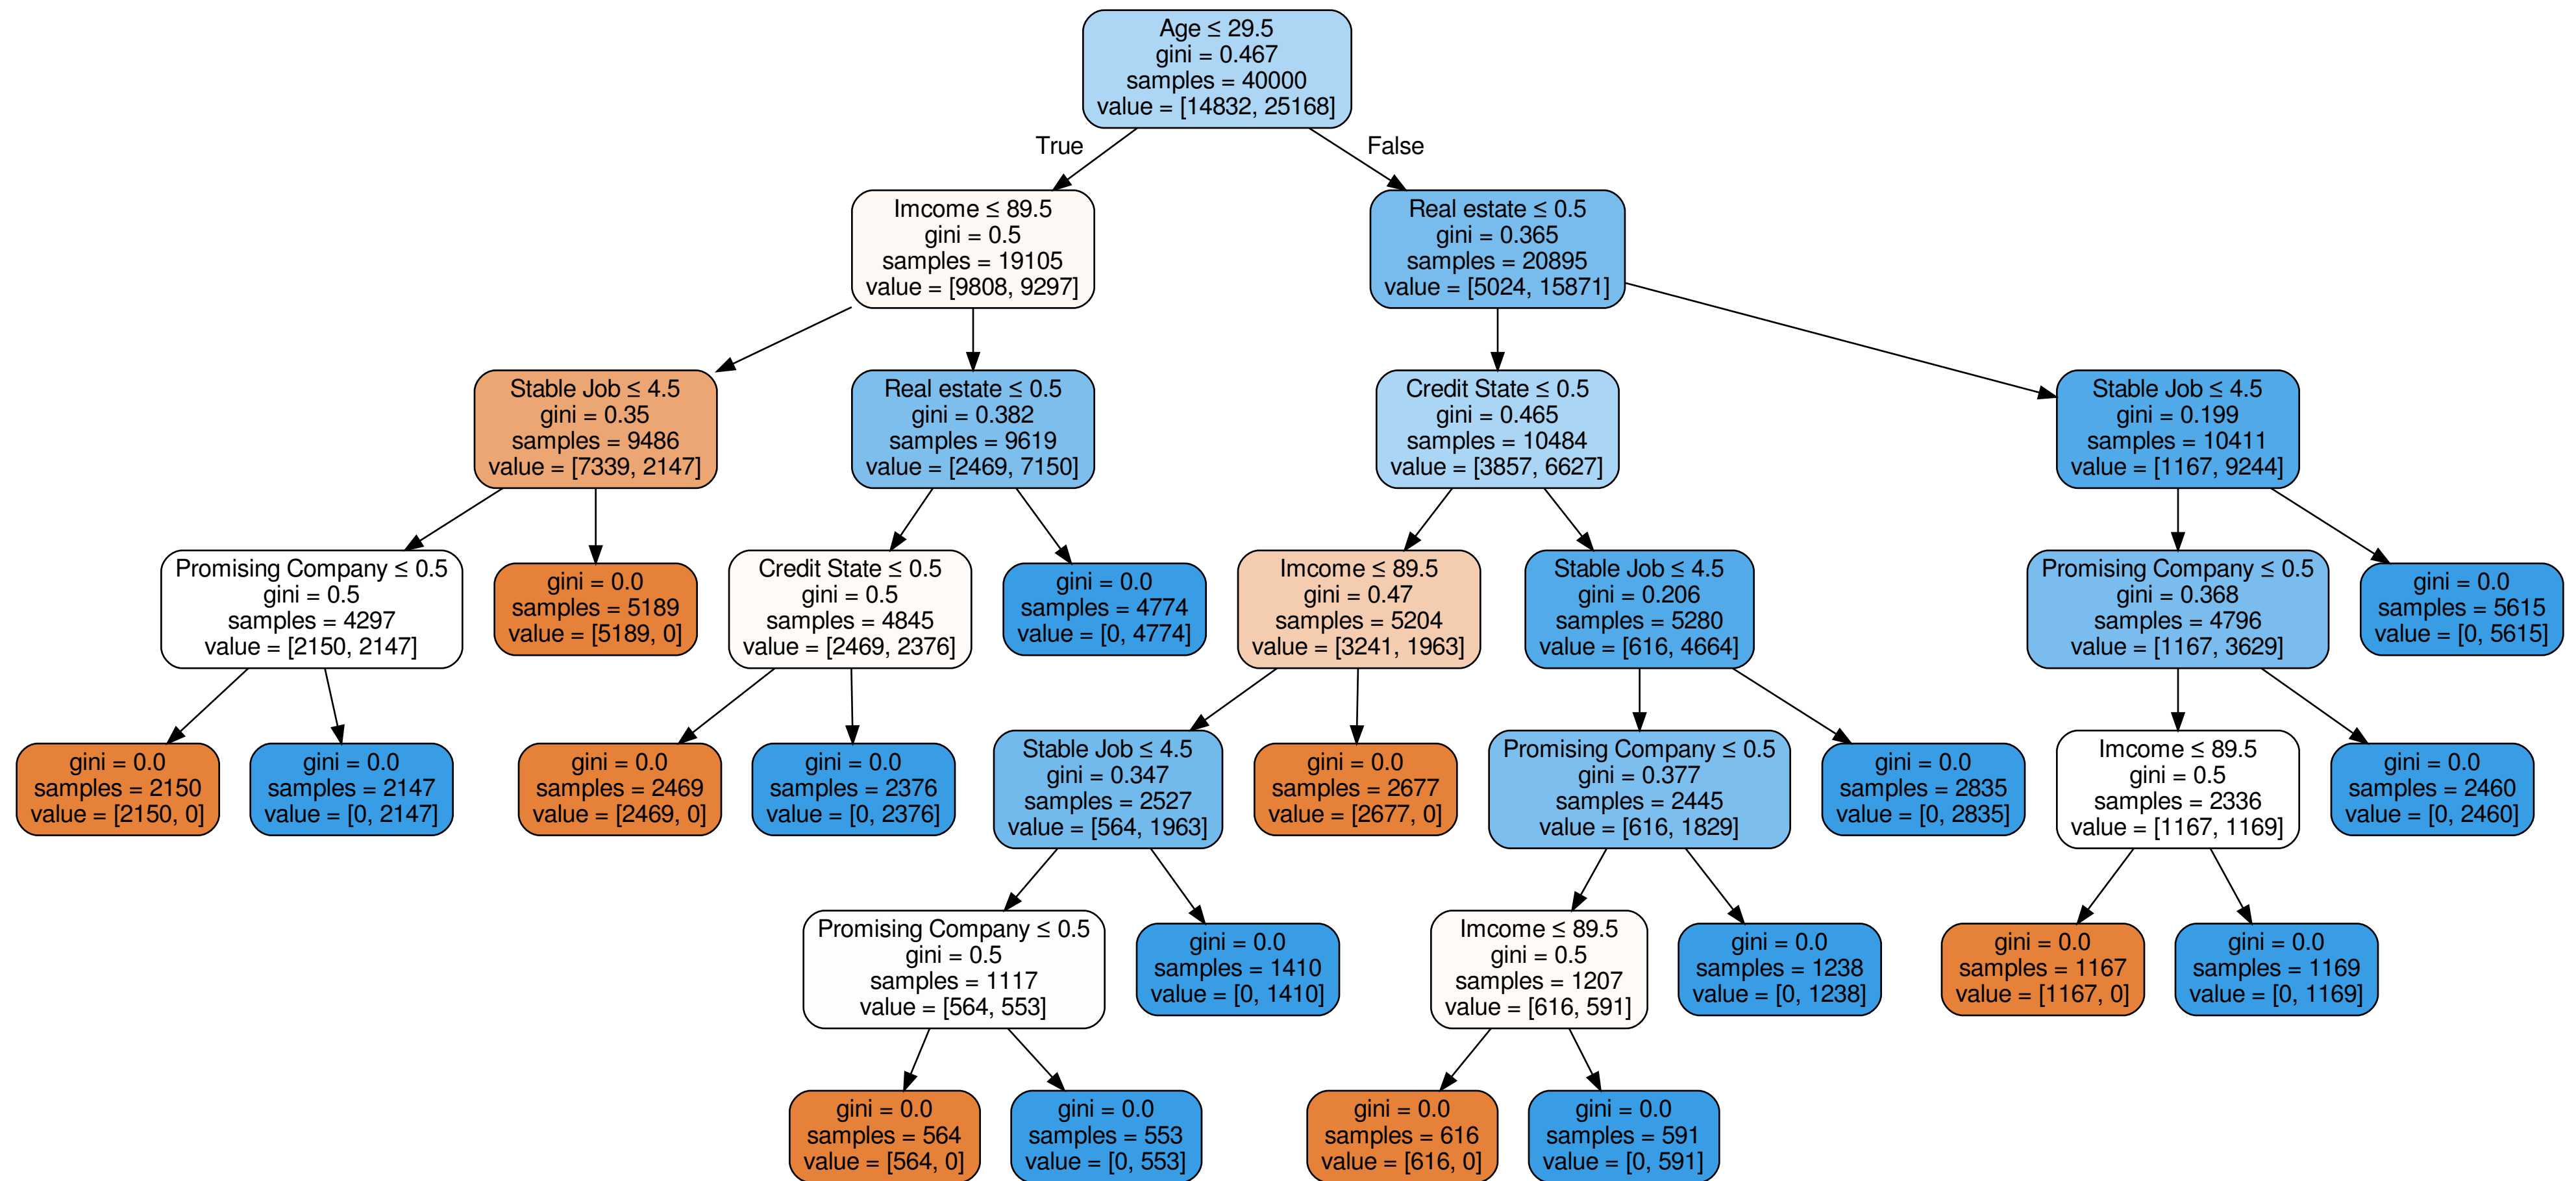 Age ≤ 29.5
gini = 0.467
samples = 40000
value = [14832, 25168]
True
False
Imcome ≤ 89.5
gini = 0.5
samples = 19105
value = [9808, 9297]
Real estate ≤ 0.5
gini = 0.365
samples = 20895
value = [5024, 15871]
Stable Job ≤ 4.5
gini = 0.35
samples = 9486
value = [7339, 2147]
Real estate ≤ 0.5
gini = 0.382
samples = 9619
value = [2469, 7150]
Credit State ≤ 0.5
gini = 0.465
samples = 10484
value = [3857, 6627]
Stable Job ≤ 4.5
gini = 0.199
samples = 10411
value = [1167, 9244]
Promising Company ≤ 0.5
gini = 0.5
samples = 4297
value = [2150, 2147]
gini = 0.0
samples = 5189
value = [5189, 0]
Credit State ≤ 0.5
gini = 0.5
samples = 4845
value = [2469, 2376]
gini = 0.0
samples = 4774
value = [0, 4774]
Imcome ≤ 89.5
gini = 0.47
samples = 5204
value = [3241, 1963]
Stable Job ≤ 4.5
gini = 0.206
samples = 5280
value = [616, 4664]
Promising Company ≤ 0.5
gini = 0.368
samples = 4796
value = [1167, 3629]
gini = 0.0
samples = 5615
value = [0, 5615]
gini = 0.0
samples = 2150
value = [2150, 0]
gini = 0.0
samples = 2147
value = [0, 2147]
gini = 0.0
samples = 2469
value = [2469, 0]
gini = 0.0
samples = 2376
value = [0, 2376]
Stable Job ≤ 4.5
gini = 0.347
samples = 2527
value = [564, 1963]
gini = 0.0
samples = 2677
value = [2677, 0]
Promising Company ≤ 0.5
gini = 0.377
samples = 2445
value = [616, 1829]
gini = 0.0
samples = 2835
value = [0, 2835]
Imcome ≤ 89.5
gini = 0.5
samples = 2336
value = [1167, 1169]
gini = 0.0
samples = 2460
value = [0, 2460]
Promising Company ≤ 0.5
gini = 0.5
samples = 1117
value = [564, 553]
gini = 0.0
samples = 1410
value = [0, 1410]
Imcome ≤ 89.5
gini = 0.5
samples = 1207
value = [616, 591]
gini = 0.0
samples = 1238
value = [0, 1238]
gini = 0.0
samples = 1167
value = [1167, 0]
gini = 0.0
samples = 1169
value = [0, 1169]
gini = 0.0
samples = 564
value = [564, 0]
gini = 0.0
samples = 553
value = [0, 553]
gini = 0.0
samples = 616
value = [616, 0]
gini = 0.0
samples = 591
value = [0, 591]